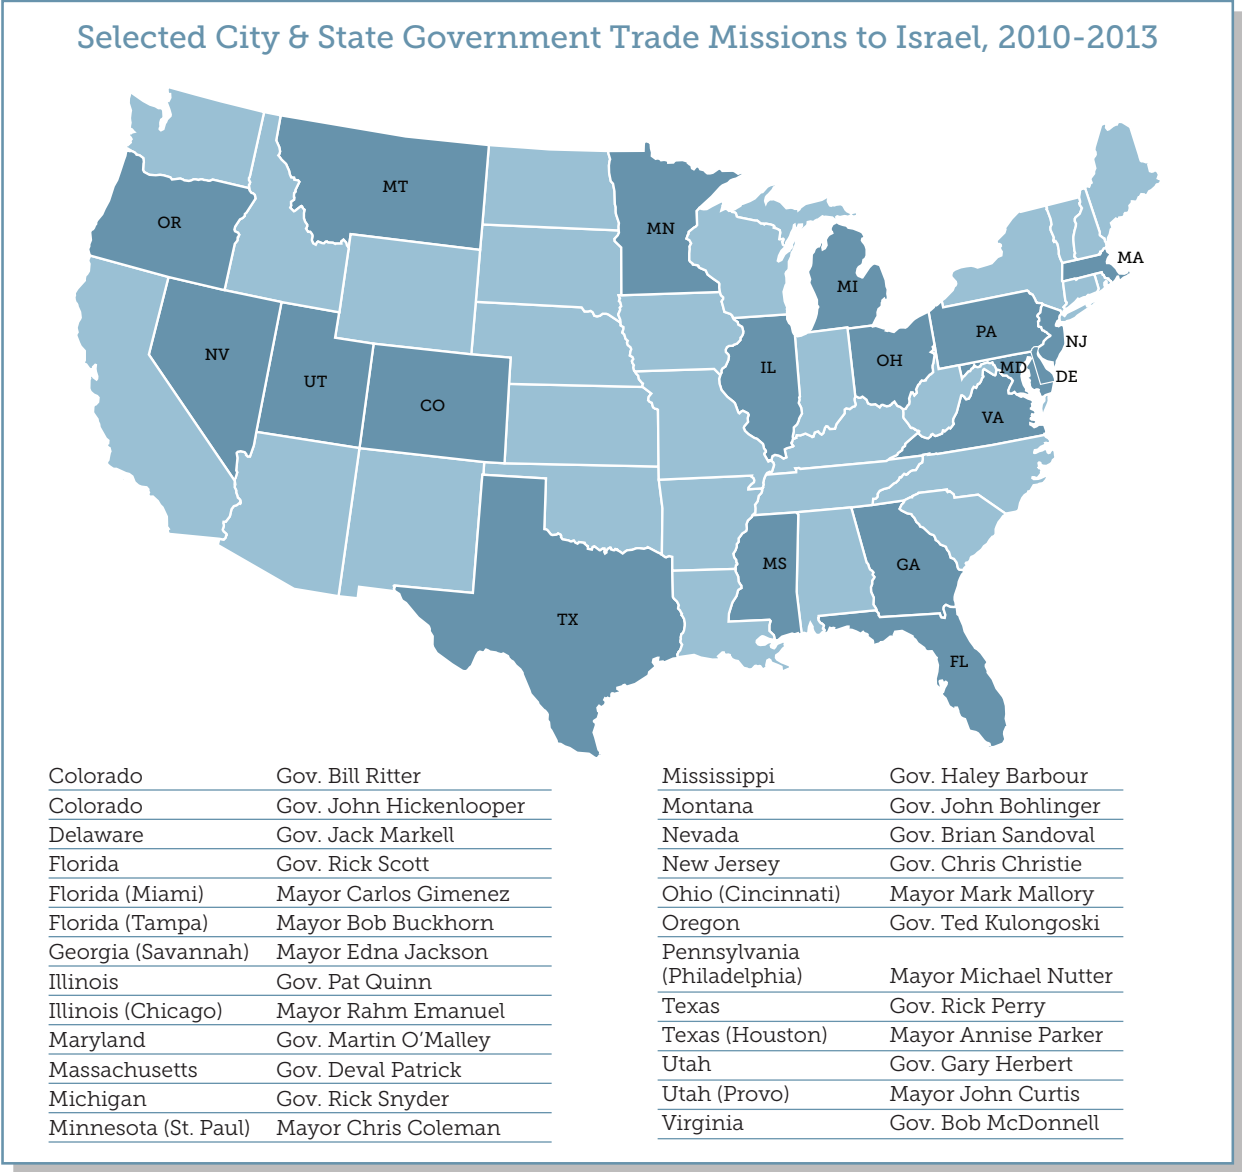 Selected City & State Government Trade Missions to Israel, 2010-2013
MT
OR
MN
MA
MI
PA
NJ
NV
OH
IL
MD
UT
DE
CO
VA
MS
GA
TX
FL
Colorado Gov. Bill Ritter
Colorado Gov. John Hickenlooper
Delaware Gov. Jack Markell
Florida Gov. Rick Scott
Florida (Miami) Mayor Carlos Gimenez
Florida (Tampa) Mayor Bob Buckhorn
Georgia (Savannah) Mayor Edna Jackson
Illinois Gov. Pat Quinn
Illinois (Chicago) Mayor Rahm Emanuel
Maryland Gov. Martin O’Malley
Massachusetts Gov. Deval Patrick
Michigan Gov. Rick Snyder
Minnesota (St. Paul) Mayor Chris Coleman
Mississippi Gov. Haley Barbour
Montana Gov. John Bohlinger
Nevada Gov. Brian Sandoval
New Jersey Gov. Chris Christie
Ohio (Cincinnati) Mayor Mark Mallory
Oregon Gov. Ted Kulongoski
Pennsylvania
(Philadelphia) Mayor Michael Nutter
Texas Gov. Rick Perry
Texas (Houston) Mayor Annise Parker
Utah Gov. Gary Herbert
Utah (Provo) Mayor John Curtis
Virginia Gov. Bob McDonnell